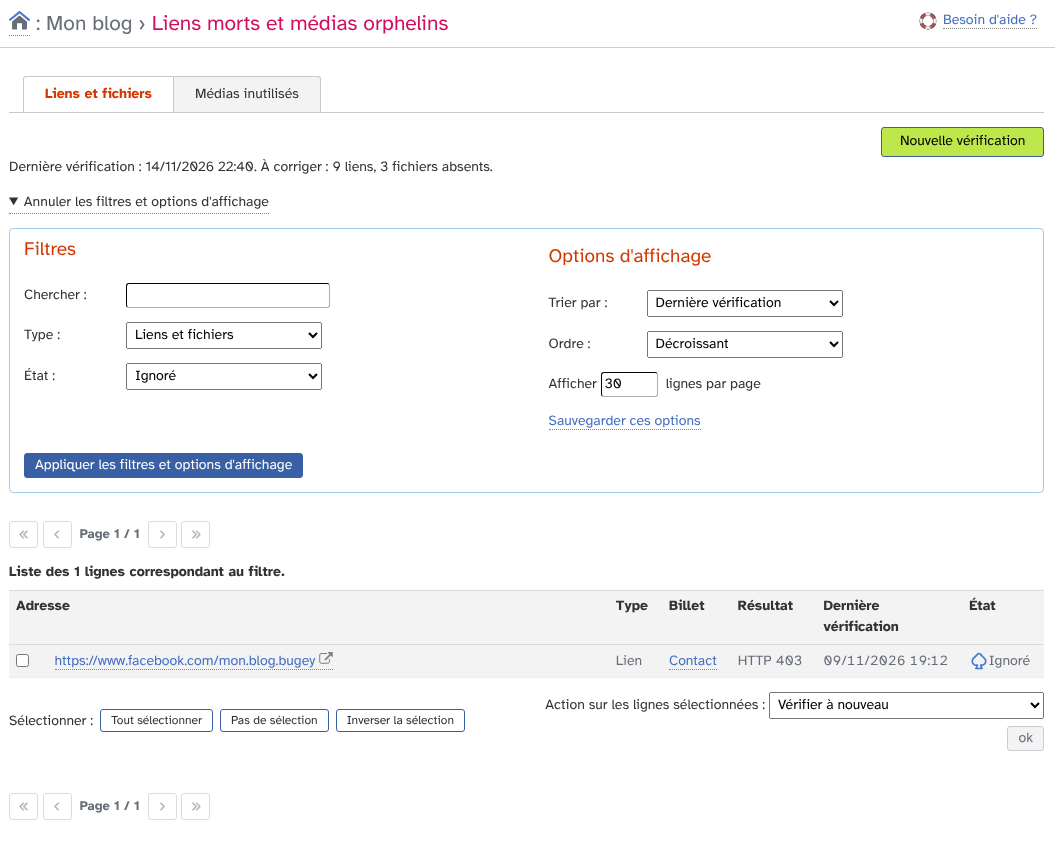 : Mon blog › Liens morts et médias orphelins
Besoin d'aide ?
Liens et fichiers
Médias inutilisés
Nouvelle vérification
Dernière vérification : 14/11/2026 22:40. À corriger : 9 liens, 3 fichiers absents.
▼ Annuler les filtres et options d'affichage
Filtres
Chercher :
Type : Liens et fichiers
État : Ignoré
Options d'affichage
Trier par : Dernière vérification
Ordre : Décroissant
Afficher 30 lignes par page
Sauvegarder ces options
Appliquer les filtres et options d'affichage
« ‹ Page 1 / 1 › »
Liste des 1 lignes correspondant au filtre.
Adresse Type Billet Résultat Dernière vérification État
https://www.facebook.com/mon.blog.bugey Lien Contact HTTP 403 09/11/2026 19:12 Ignoré
Sélectionner : Tout sélectionner Pas de sélection Inverser la sélection
Action sur les lignes sélectionnées : Vérifier à nouveau
ok
« ‹ Page 1 / 1 › »